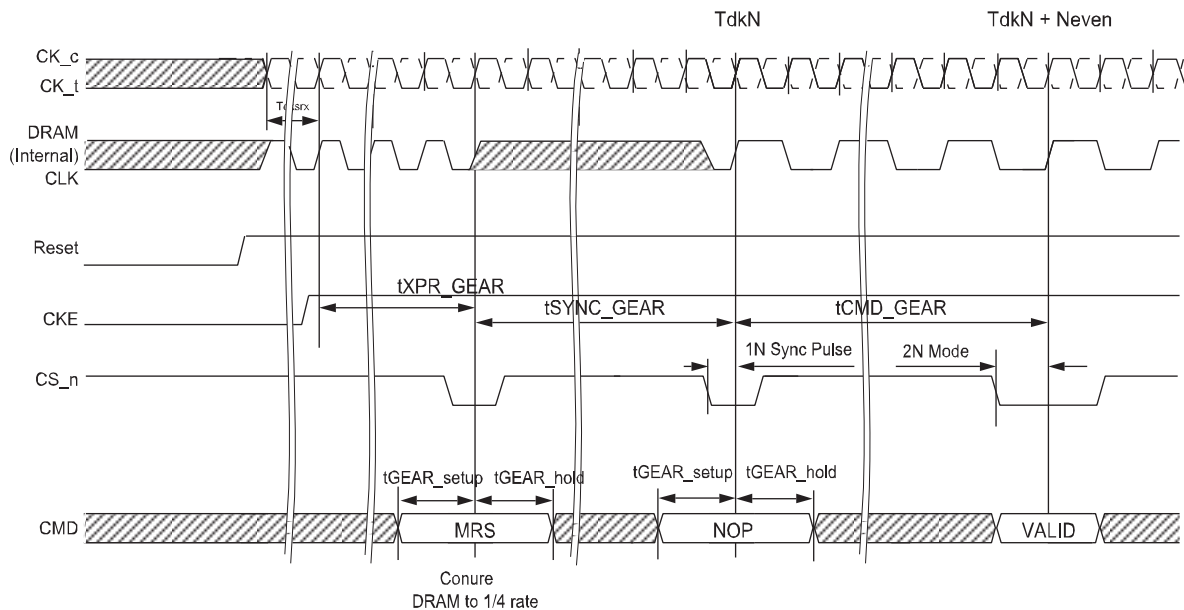 TdkN
TdkN + Neven
CK_c
CK_t
DRAM
(Internal)
CLK
Reset
tXPR_GEAR
tSYNC_GEAR
tCMD_GEAR
CKE
1N Sync Pulse
2N Mode
CS_n
tGEAR_setup
tGEAR_hold
tGEAR_setup
tGEAR_hold
CMD
MRS
NOP
VALID
Conure
DRAM to 1/4 rate